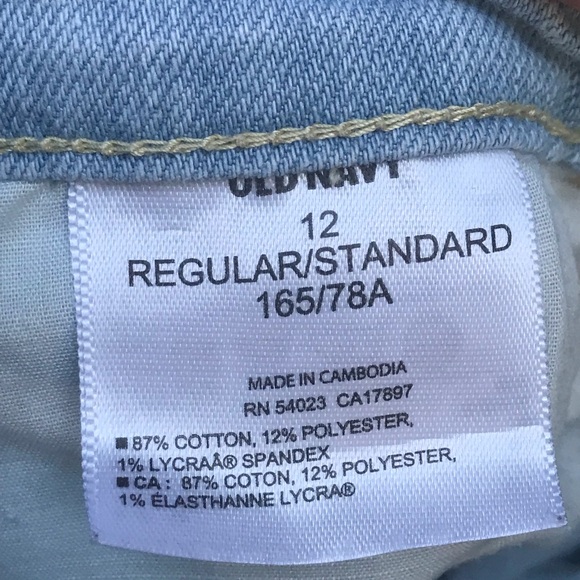 OLD NAVY
12
REGULAR/STANDARD
165/78A
MADE IN CAMBODIA
RN 54023 CA17897
■ 87% COTTON, 12% POLYESTER,
1% LYCRAÂ® SPANDEX
■ CA : 87% COTON, 12% POLYESTER,
1% ÉLASTHANNE LYCRA®